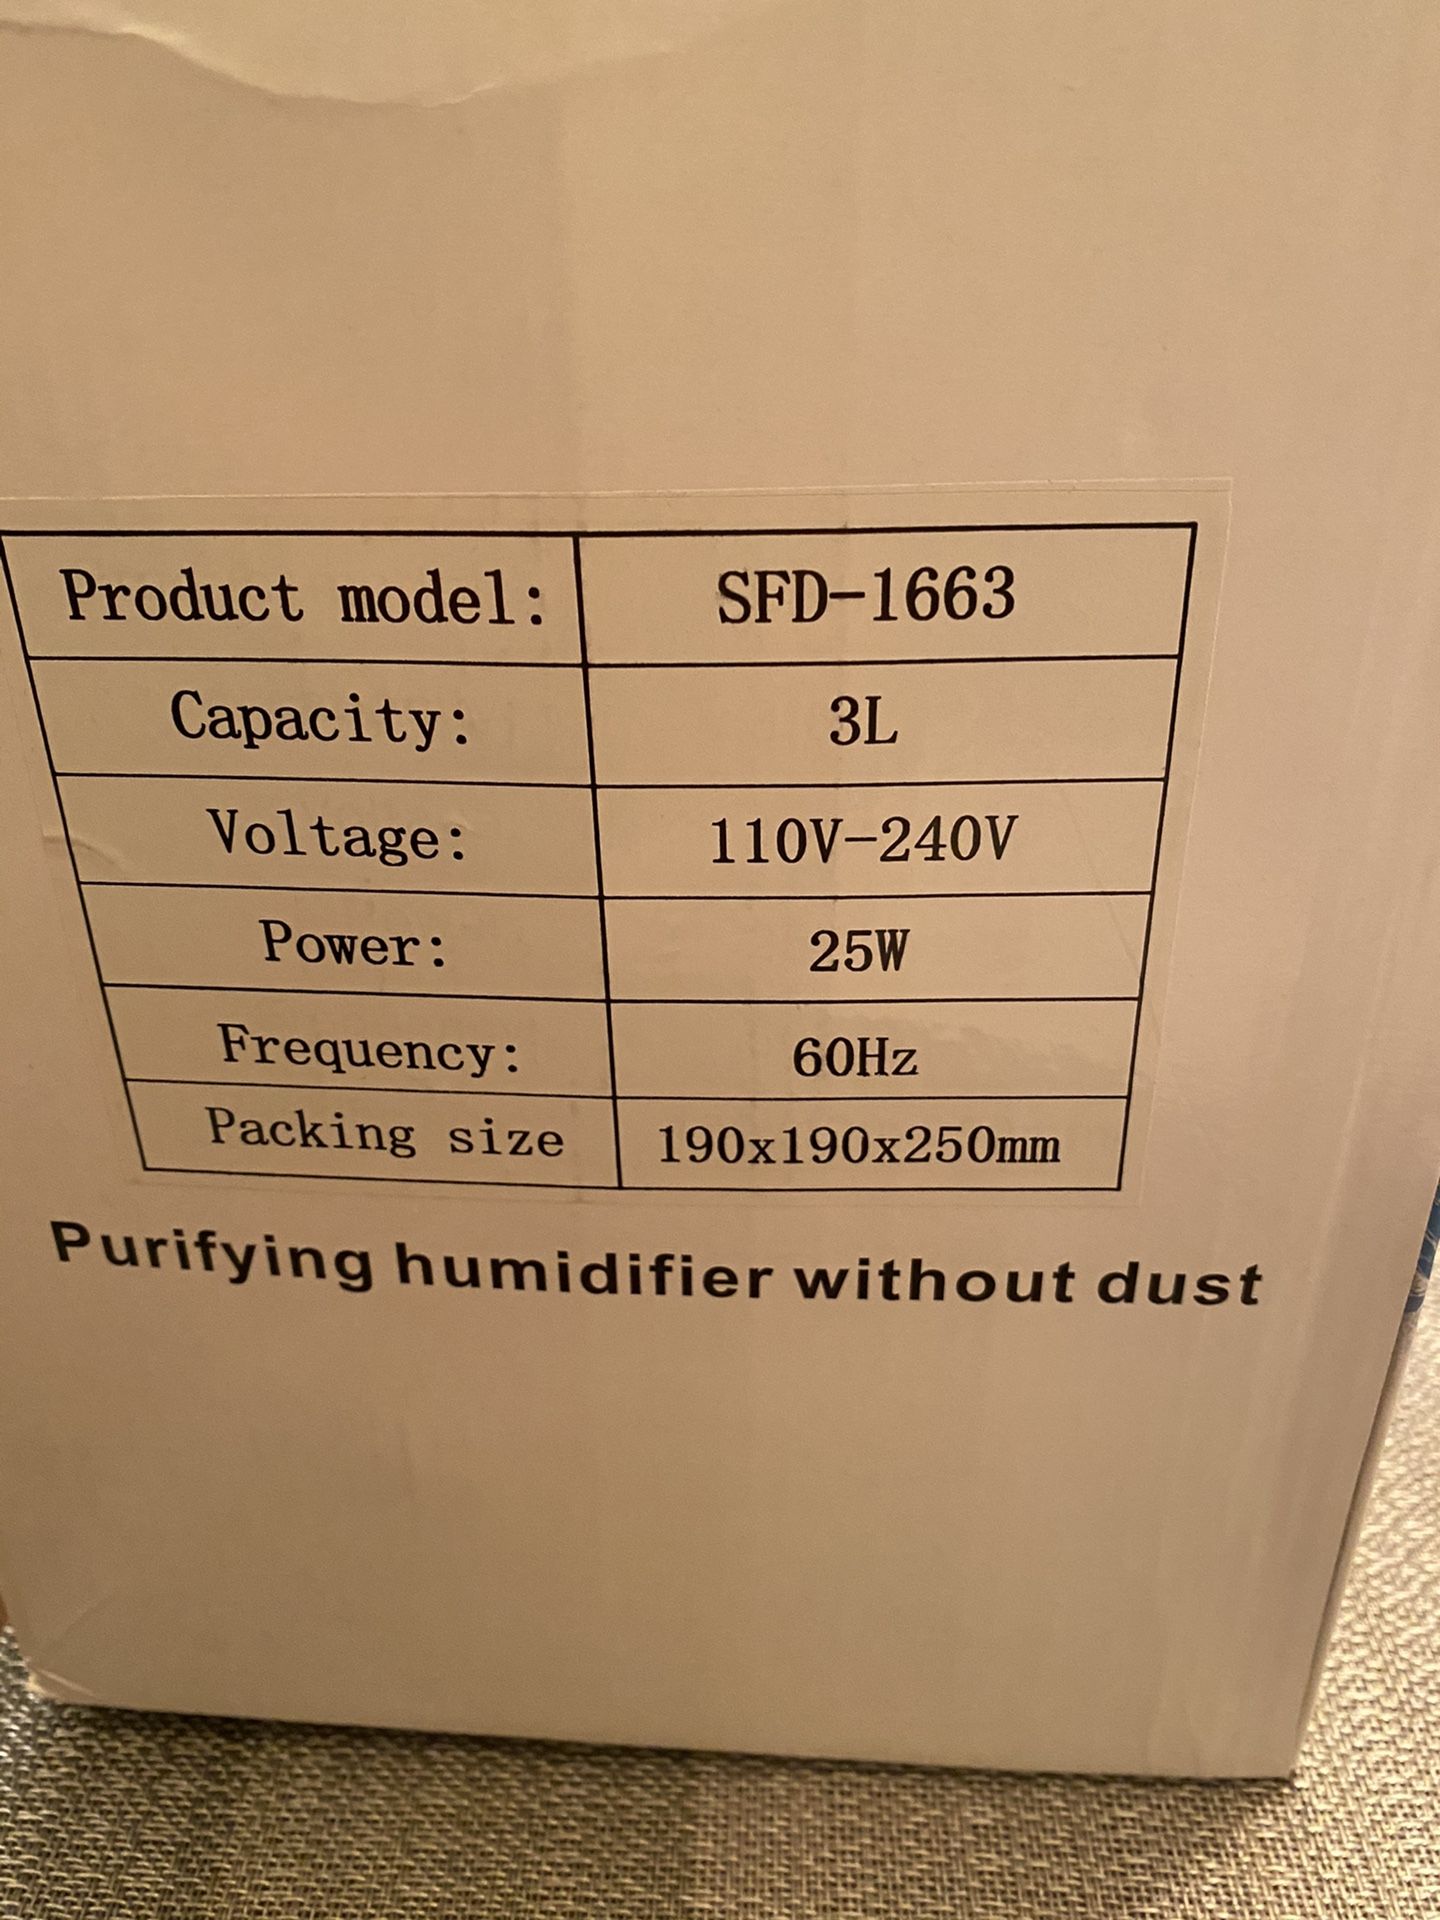 Product model: SFD-1663
Capacity: 3L
Voltage: 110V-240V
Power: 25W
Frequency: 60Hz
Packing size 190x190x250mm
Purifying humidifier without dust